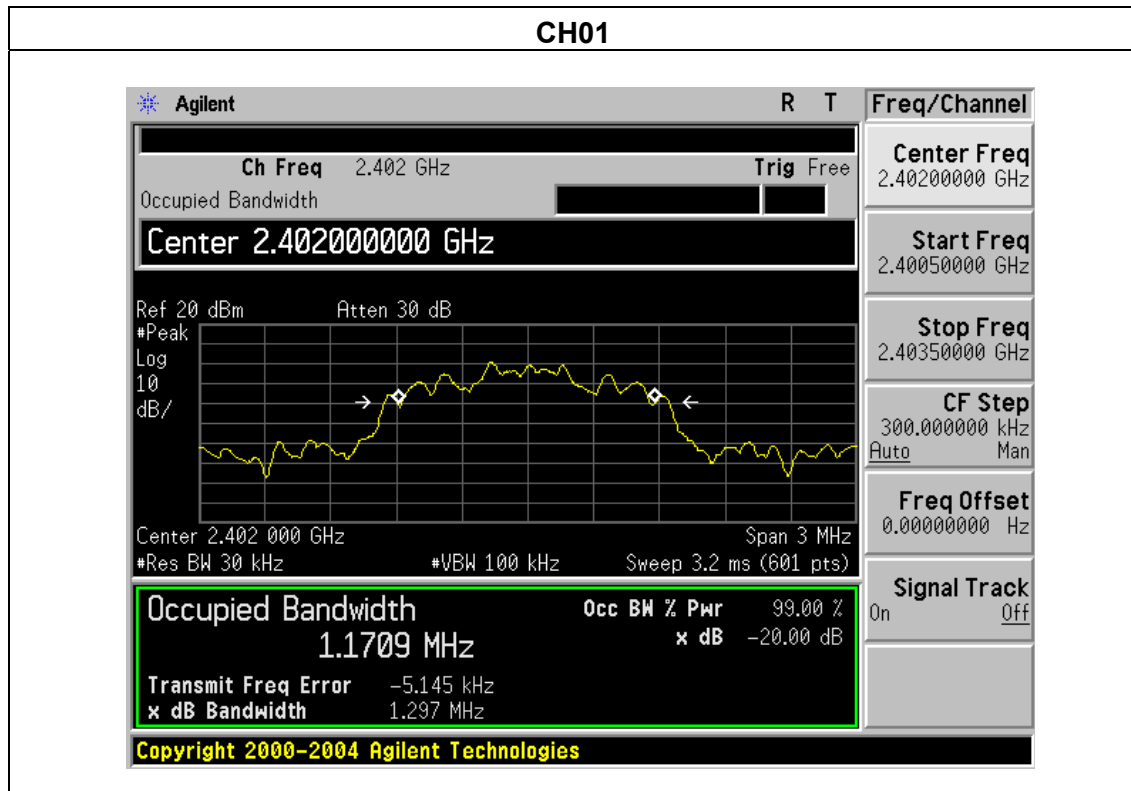 CH01
Agilent R T Freq/Channel
Ch Freq 2.402 GHz Trig Free
Occupied Bandwidth
Center 2.402000000 GHz
Ref 20 dBm Atten 30 dB
#Peak
Log
10
dB/
Center 2.402 000 GHz Span 3 MHz
#Res BW 30 kHz #VBW 100 kHz Sweep 3.2 ms (601 pts)
Occupied Bandwidth Occ BW % Pwr 99.00 %
1.1709 MHz x dB -20.00 dB
Transmit Freq Error -5.145 kHz
x dB Bandwidth 1.297 MHz
Copyright 2000-2004 Agilent Technologies
Center Freq
2.40200000 GHz
Start Freq
2.40050000 GHz
Stop Freq
2.40350000 GHz
CF Step
300.000000 kHz
Auto Man
Freq Offset
0.00000000 Hz
Signal Track
On Off